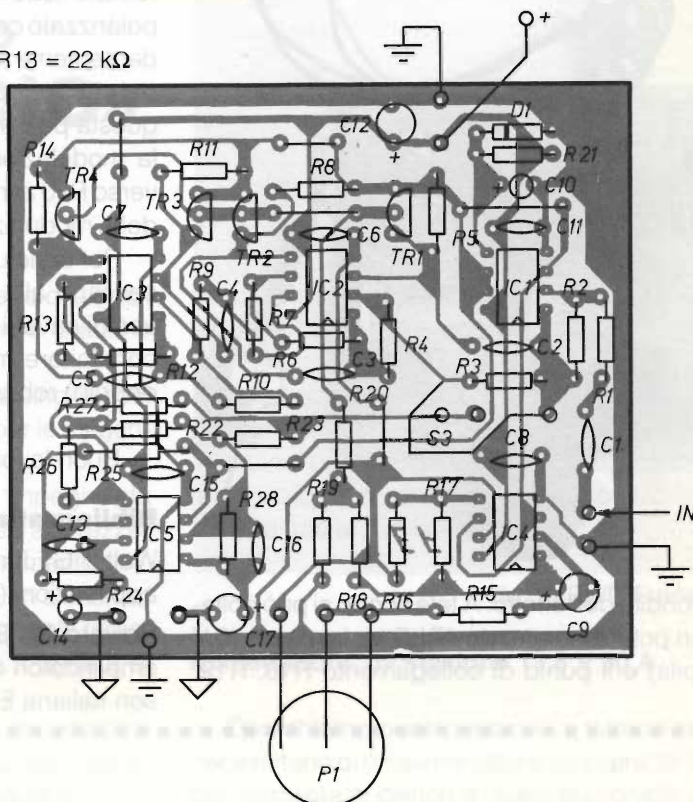 +
R13 = 22 kΩ
C12
+
D1
R21
R14
TR4
R11
R8
TR3
C10
+
C7
C6
C11
R5
TR2
TR1
R9
C4
IC3
IC2
IC1
R2
R13
R7
R4
C5
R12
R6
C3
R3
C2
R1
R27
R10
R20
R22
R23
S3
C8
C1
R26
R25
C15
R28
R19
R17
C13
IC5
C16
IC4
IN
R24
R18
R16
R15
+
C14
+
C17
+
C9
P1